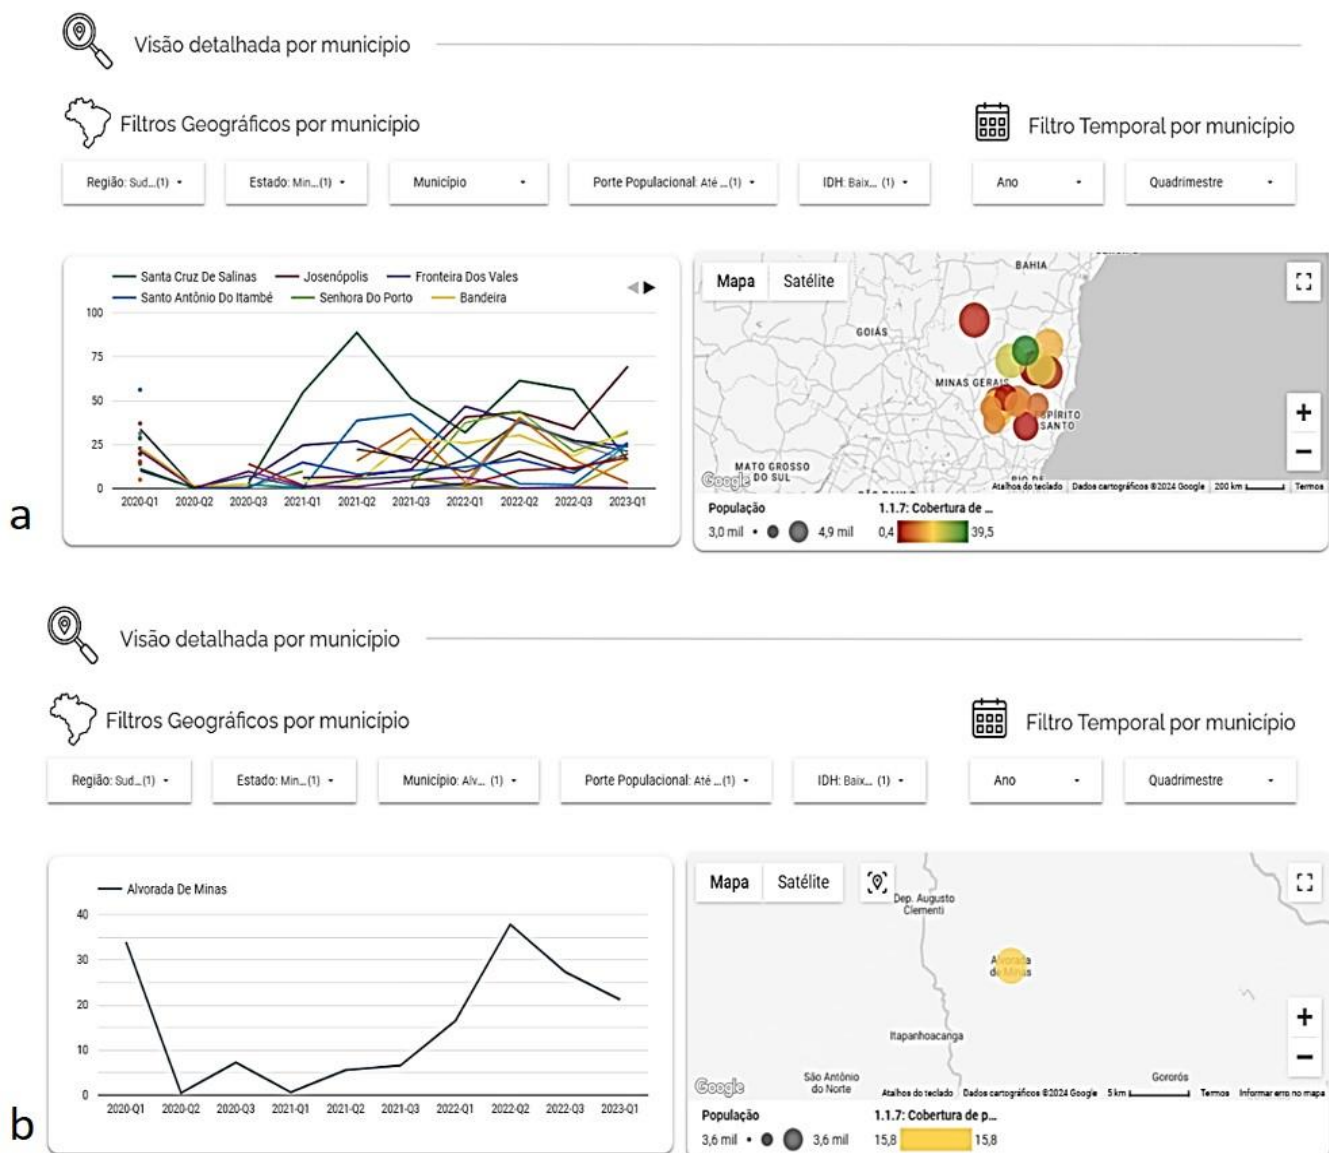 Visão detalhada por município
Filtros Geográficos por município
Filtro Temporal por município
Região: Sud...(1)
Estado: Min...(1)
Município
Porte Populacional: Até ...(1)
IDH: Baix... (1)
Ano
Quadrimestre
Santa Cruz De Salinas
Josenópolis
Fronteira Dos Vales
Santo Antônio Do Itambé
Senhora Do Porto
Bandeira
100
75
50
25
0
2020-Q1 2020-Q2 2020-Q3 2021-Q1 2021-Q2 2021-Q3 2022-Q1 2022-Q2 2022-Q3 2023-Q1
a
Mapa
Satélite
BAHIA
GOIÁS
MINAS GERAIS
SPÍRITO
SANTO
MATO GROSSO
DO SUL
Google
Atalhos do teclado
Dados cartográficos ©2024 Google
200 km
Termos
População
3,0 mil
4,9 mil
1.1.7: Cobertura de ...
0,4
39,5
Visão detalhada por município
Filtros Geográficos por município
Filtro Temporal por município
Região: Sud...(1)
Estado: Min...(1)
Município: Alv... (1)
Porte Populacional: Até ...(1)
IDH: Baix... (1)
Ano
Quadrimestre
Alvorada De Minas
40
30
20
10
0
2020-Q1 2020-Q2 2020-Q3 2021-Q1 2021-Q2 2021-Q3 2022-Q1 2022-Q2 2022-Q3 2023-Q1
b
Mapa
Satélite
Dep. Augusto
Clementi
Alvorada
de Minas
Itapanhoacanga
São Antônio
do Norte
Gororós
Google
Atalhos do teclado
Dados cartográficos ©2024 Google
5 km
Termos
Informar erro no mapa
População
3,6 mil
3,6 mil
1.1.7: Cobertura de p...
15,8
15,8